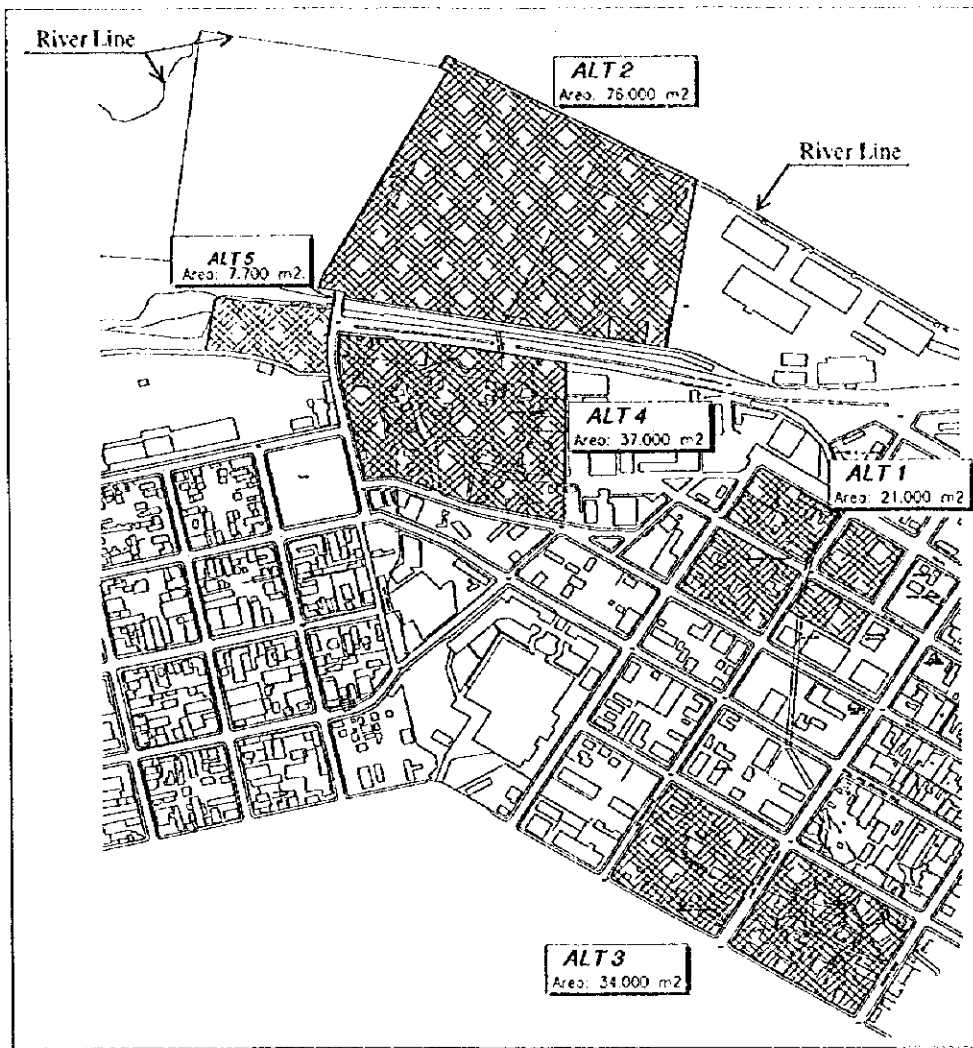 River Line
ALT 2
Area: 76.000 m2
River Line
ALT 5
Area: 7.700 m2.
ALT 4
Area: 37.000 m2
ALT 1
Area: 21.000 m2
ALT 3
Area: 34.000 m2